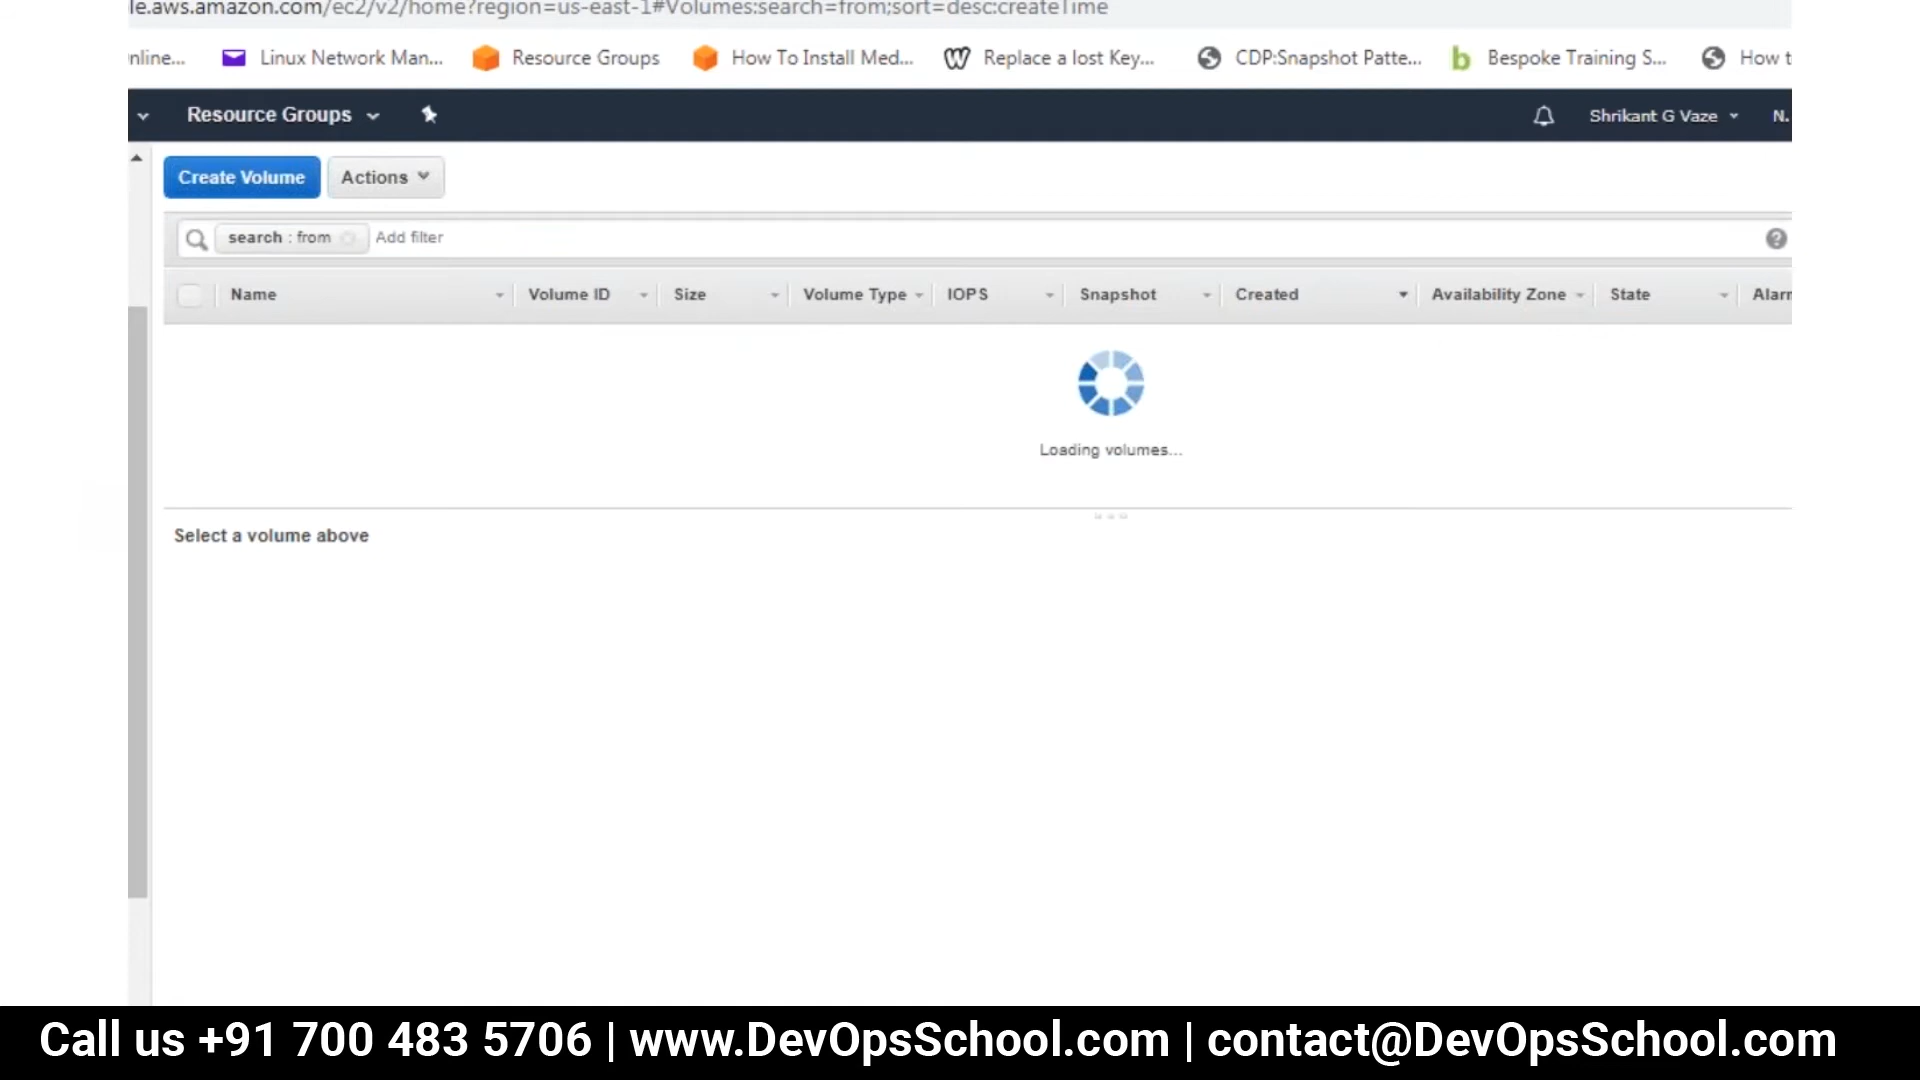 le.aws.amazon.com/ec2/v2/home?region=us-east-1#Volumes:search=from;sort=desc:createTime
nline... Linux Network Man... Resource Groups How To Install Med... Replace a lost Key... CDP:Snapshot Patte... Bespoke Training S... How t
Resource Groups Shrikant G Vaze N.
Create Volume Actions
search : from Add filter
Name Volume ID Size Volume Type IOPS Snapshot Created Availability Zone State Alarm
Loading volumes...
Select a volume above
Call us +91 700 483 5706 | www.DevOpsSchool.com | contact@DevOpsSchool.com